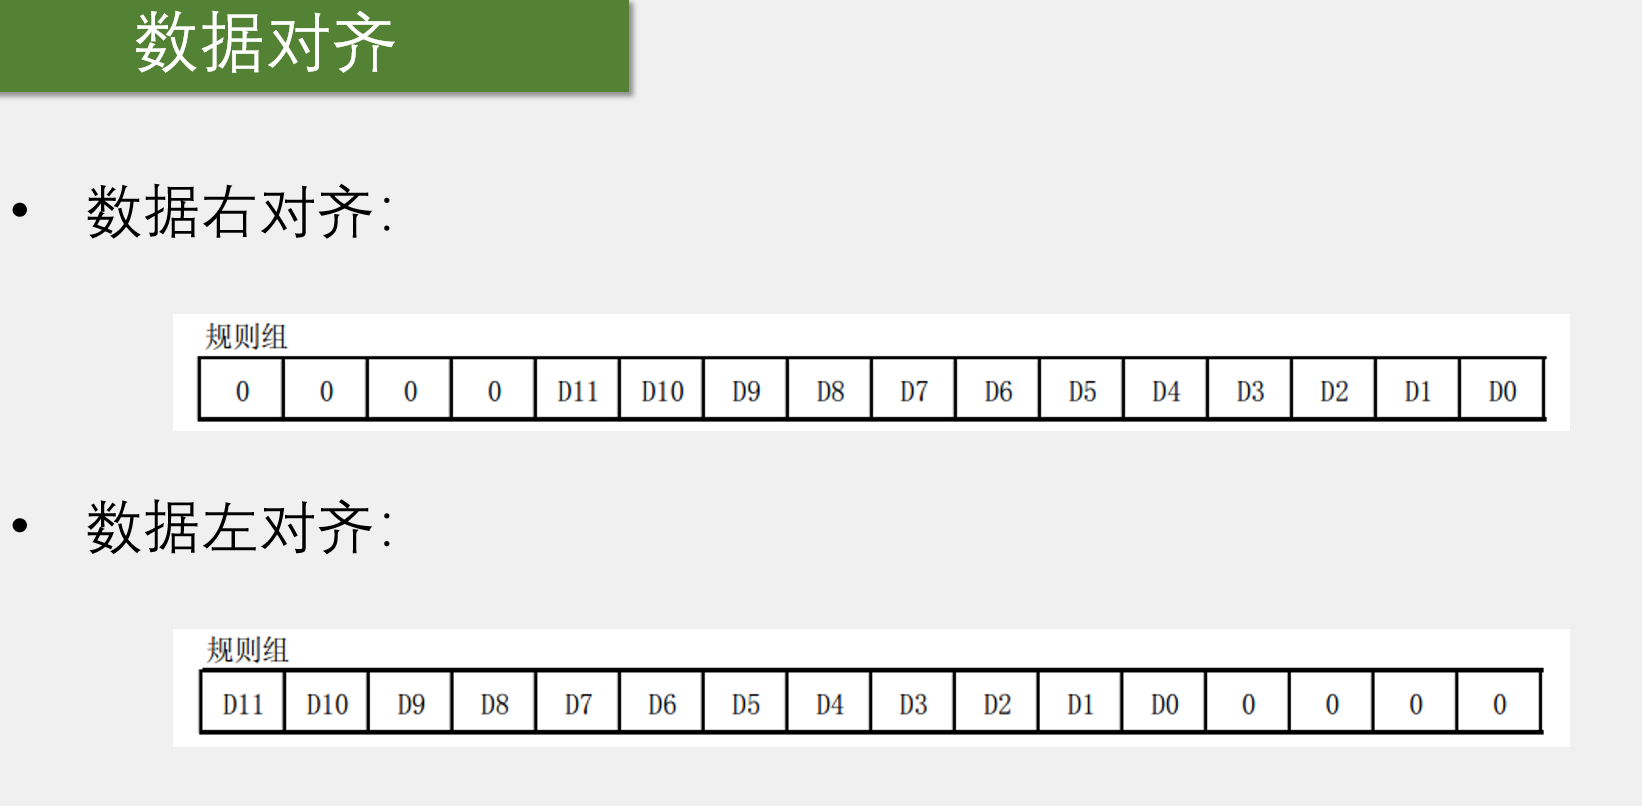 数据对齐
• 数据右对齐：
规则组
0 0 0 0 D11 D10 D9 D8 D7 D6 D5 D4 D3 D2 D1 D0
• 数据左对齐：
规则组
D11 D10 D9 D8 D7 D6 D5 D4 D3 D2 D1 D0 0 0 0 0